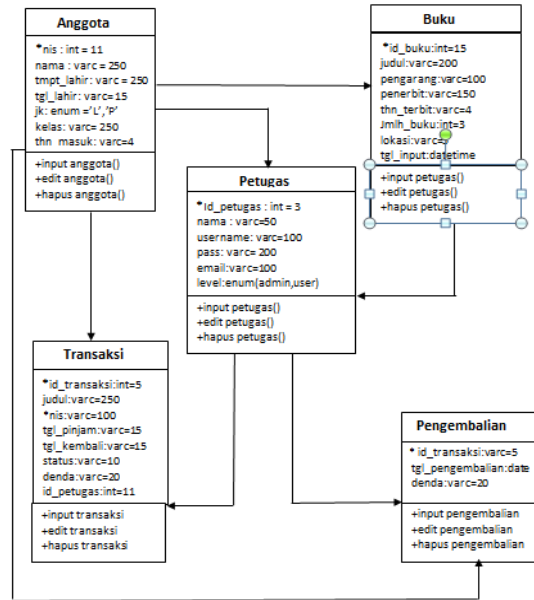 Anggota
*nis : int = 11
nama : varc = 250
tmpt_lahir: varc = 250
tgl_lahir: varc= 15
jk: enum ='L','P'
kelas: varc= 250
thn_masuk: varc=4
+input anggota()
+edit anggota()
+hapus anggota()
Buku
*id_buku:int=15
judul:varc=200
pengarang:varc=100
penerbit:varc=150
thn_terbit:varc=4
Jmlh_buku:int=3
lokasi:varc=
tgl_input:datetime
+input petugas()
+edit petugas()
+hapus petugas()
Petugas
*Id_petugas : int = 3
nama : varc=50
username: varc=100
pass: varc= 200
email:varc=100
level:enum(admin,user)
+input petugas()
+edit petugas()
+hapus petugas()
Transaksi
*id_transaksi:int=5
judul:varc=250
*nis:varc=100
tgl_pinjam:varc=15
tgl_kembali:varc=15
status:varc=10
denda:varc=20
id_petugas:int=11
+input transaksi
+edit transaksi
+hapus transaksi
Pengembalian
* id_transaksi:varc=5
tgl_pengembalian:date
denda:varc=20
+input pengembalian
+edit pengembalian
+hapus pengembalian